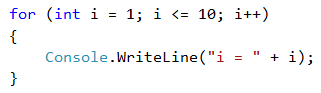 for (int i = 1; i <= 10; i++)
{
    Console.WriteLine("i = " + i);
}